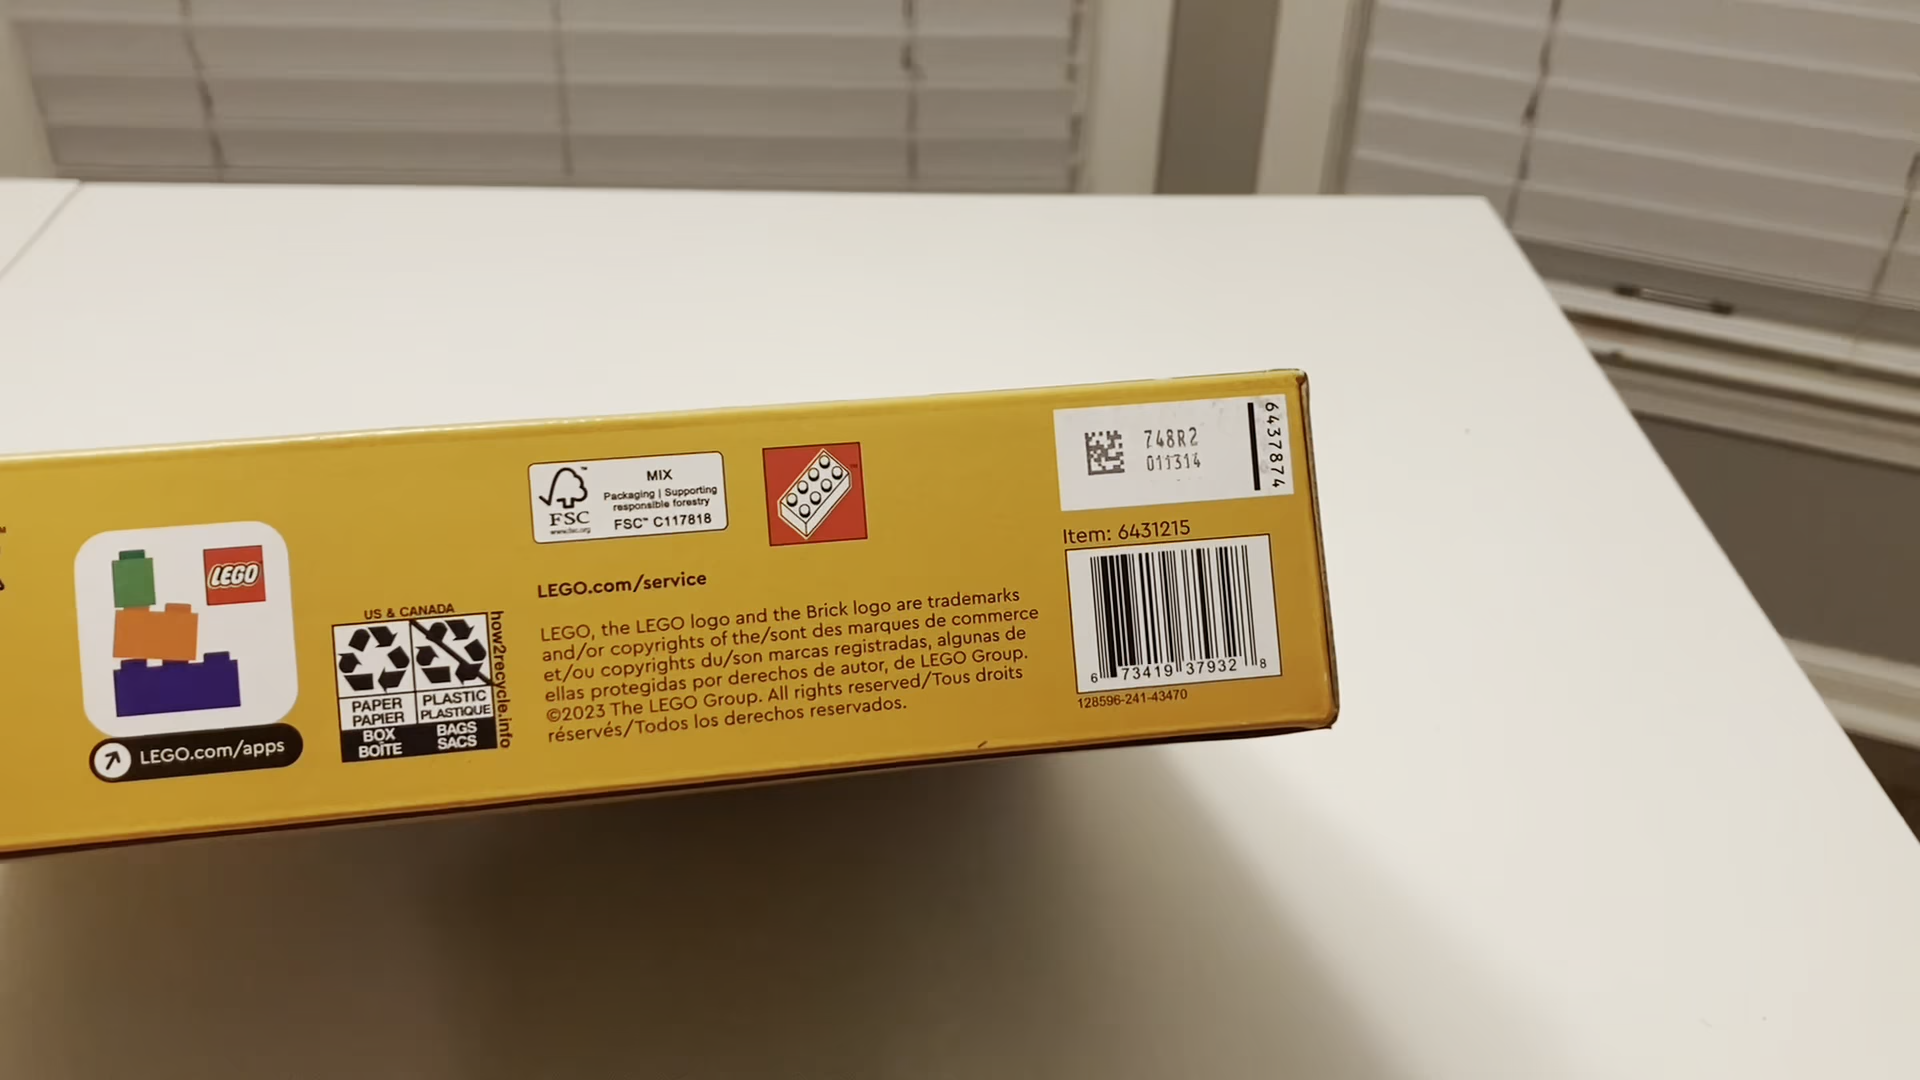 LEGO
LEGO.com/apps
US & CANADA
PAPER
PAPIER
BOX
BOÎTE
PLASTIC
PLASTIQUE
BAGS
SACS
how2recycle.info
FSC
www.fsc.org
MIX
Packaging | Supporting
responsible forestry
FSC™ C117818
LEGO.com/service
LEGO, the LEGO logo and the Brick logo are trademarks
and/or copyrights of the/sont des marques de commerce
et/ou copyrights du/son marcas registradas, algunas de
ellas protegidas por derechos de autor, de LEGO Group.
©2023 The LEGO Group. All rights reserved/Tous droits
réservés/Todos los derechos reservados.
748R2
011314
6437874
Item: 6431215
6 73419 37932 8
128596-241-43470